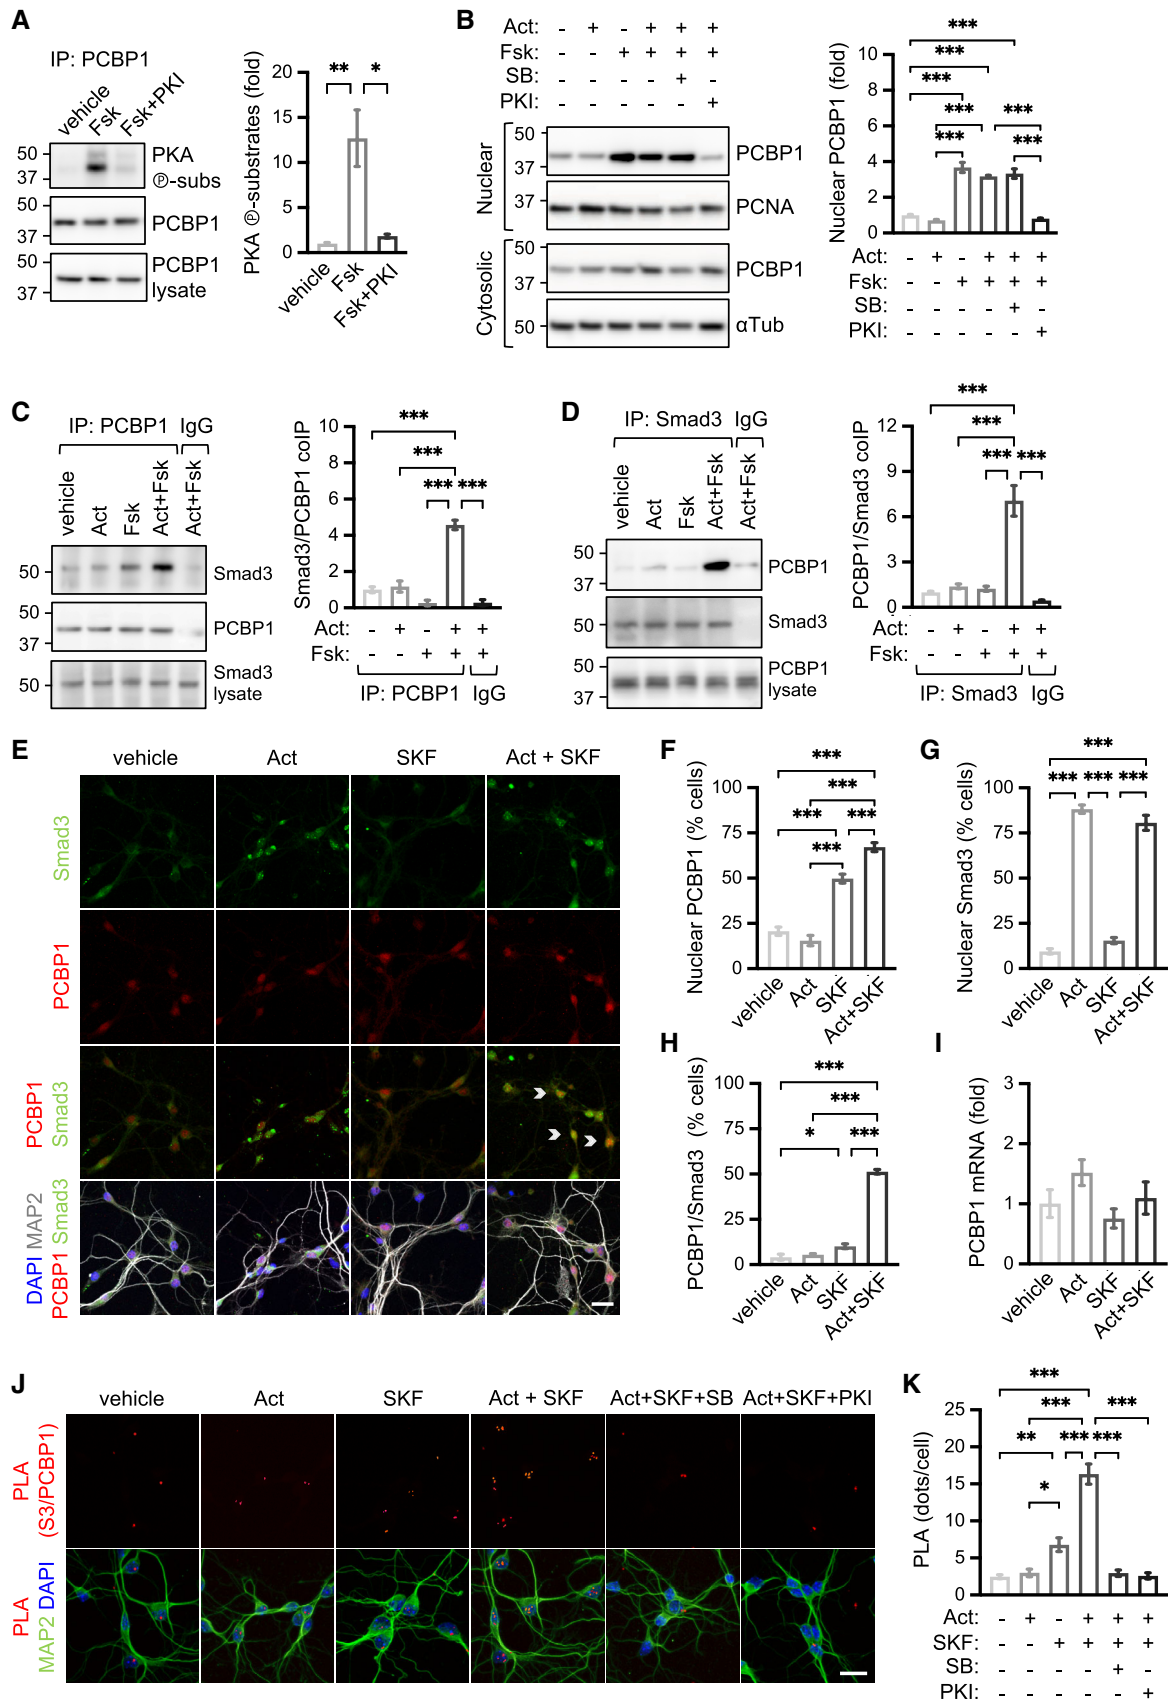 A
IP: PCBP1
vehicle
Fsk
Fsk+PKI
50
37
PKA
Ⓟ-subs
50
37
PCBP1
50
37
PCBP1
lysate
PKA Ⓟ-substrates (fold)
20
15
10
5
0
** *
vehicle
Fsk
Fsk+PKI
B
Act: - + - + + +
Fsk: - - + + + +
SB: - - - - + -
PKI: - - - - - +
Nuclear
50
37
PCBP1
50
37
PCNA
Cytosolic
50
37
PCBP1
50
αTub
Nuclear PCBP1 (fold)
10
8
6
4
2
0
***
***
***
*** ***
*** ***
Act: - + - + + +
Fsk: - - + + + +
SB: - - - - + -
PKI: - - - - - +
C
IP: PCBP1 IgG
vehicle
Act
Fsk
Act+Fsk
Act+Fsk
50
Smad3
50
37
PCBP1
50
Smad3
lysate
Smad3/PCBP1 coIP
10
8
6
4
2
0
***
***
*** ***
Act: - + - + +
Fsk: - - + + +
IP: PCBP1 IgG
D
IP: Smad3 IgG
vehicle
Act
Fsk
Act+Fsk
Act+Fsk
50
37
PCBP1
50
Smad3
50
37
PCBP1
lysate
PCBP1/Smad3 coIP
12
9
6
3
0
***
***
*** ***
Act: - + - + +
Fsk: - - + + +
IP: Smad3 IgG
E
vehicle Act SKF Act + SKF
Smad3
PCBP1
PCBP1
Smad3
DAPI MAP2
PCBP1 Smad3
F
Nuclear PCBP1 (% cells)
100
75
50
25
0
***
***
*** ***
***
vehicle
Act
SKF
Act+SKF
G
Nuclear Smad3 (% cells)
100
75
50
25
0
***
*** *** ***
vehicle
Act
SKF
Act+SKF
H
PCBP1/Smad3 (% cells)
100
75
50
25
0
***
***
* ***
vehicle
Act
SKF
Act+SKF
I
PCBP1 mRNA (fold)
3
2
1
0
vehicle
Act
SKF
Act+SKF
J
vehicle Act SKF Act + SKF Act+SKF+SB Act+SKF+PKI
PLA
(S3/PCBP1)
PLA
MAP2 DAPI
K
PLA (dots/cell)
25
20
15
10
5
0
***
*** ***
** *** ***
*
Act: - + - + + +
SKF: - - + + + +
SB: - - - - + -
PKI: - - - - - +